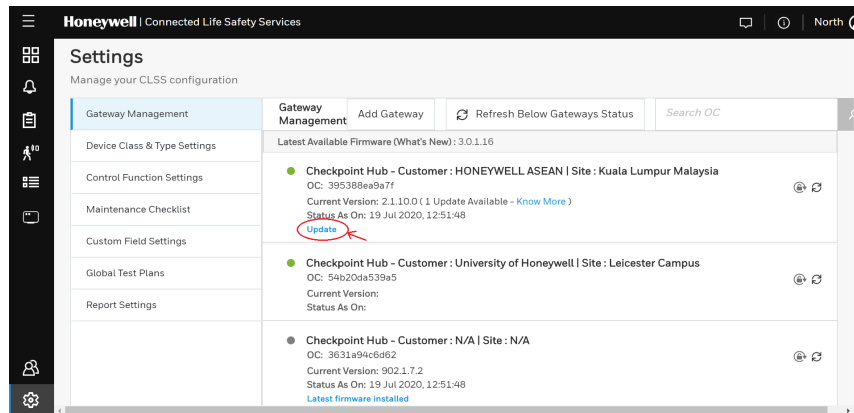 Honeywell | Connected Life Safety Services
North
Settings
Manage your CLSS configuration
Gateway Management
Device Class & Type Settings
Control Function Settings
Maintenance Checklist
Custom Field Settings
Global Test Plans
Report Settings
Gateway
Management
Add Gateway
Refresh Below Gateways Status
Search OC
Latest Available Firmware (What's New) : 3.0.1.16
Checkpoint Hub - Customer : HONEYWELL ASEAN | Site : Kuala Lumpur Malaysia
OC: 395388ea9a7f
Current Version: 2.1.10.0 ( 1 Update Available - Know More )
Status As On: 19 Jul 2020, 12:51:48
Update
Checkpoint Hub - Customer : University of Honeywell | Site : Leicester Campus
OC: 54b20da539a5
Current Version:
Status As On:
Checkpoint Hub - Customer : N/A | Site : N/A
OC: 3631a94c6d62
Current Version: 902.1.7.2
Status As On: 19 Jul 2020, 12:51:48
Latest firmware installed